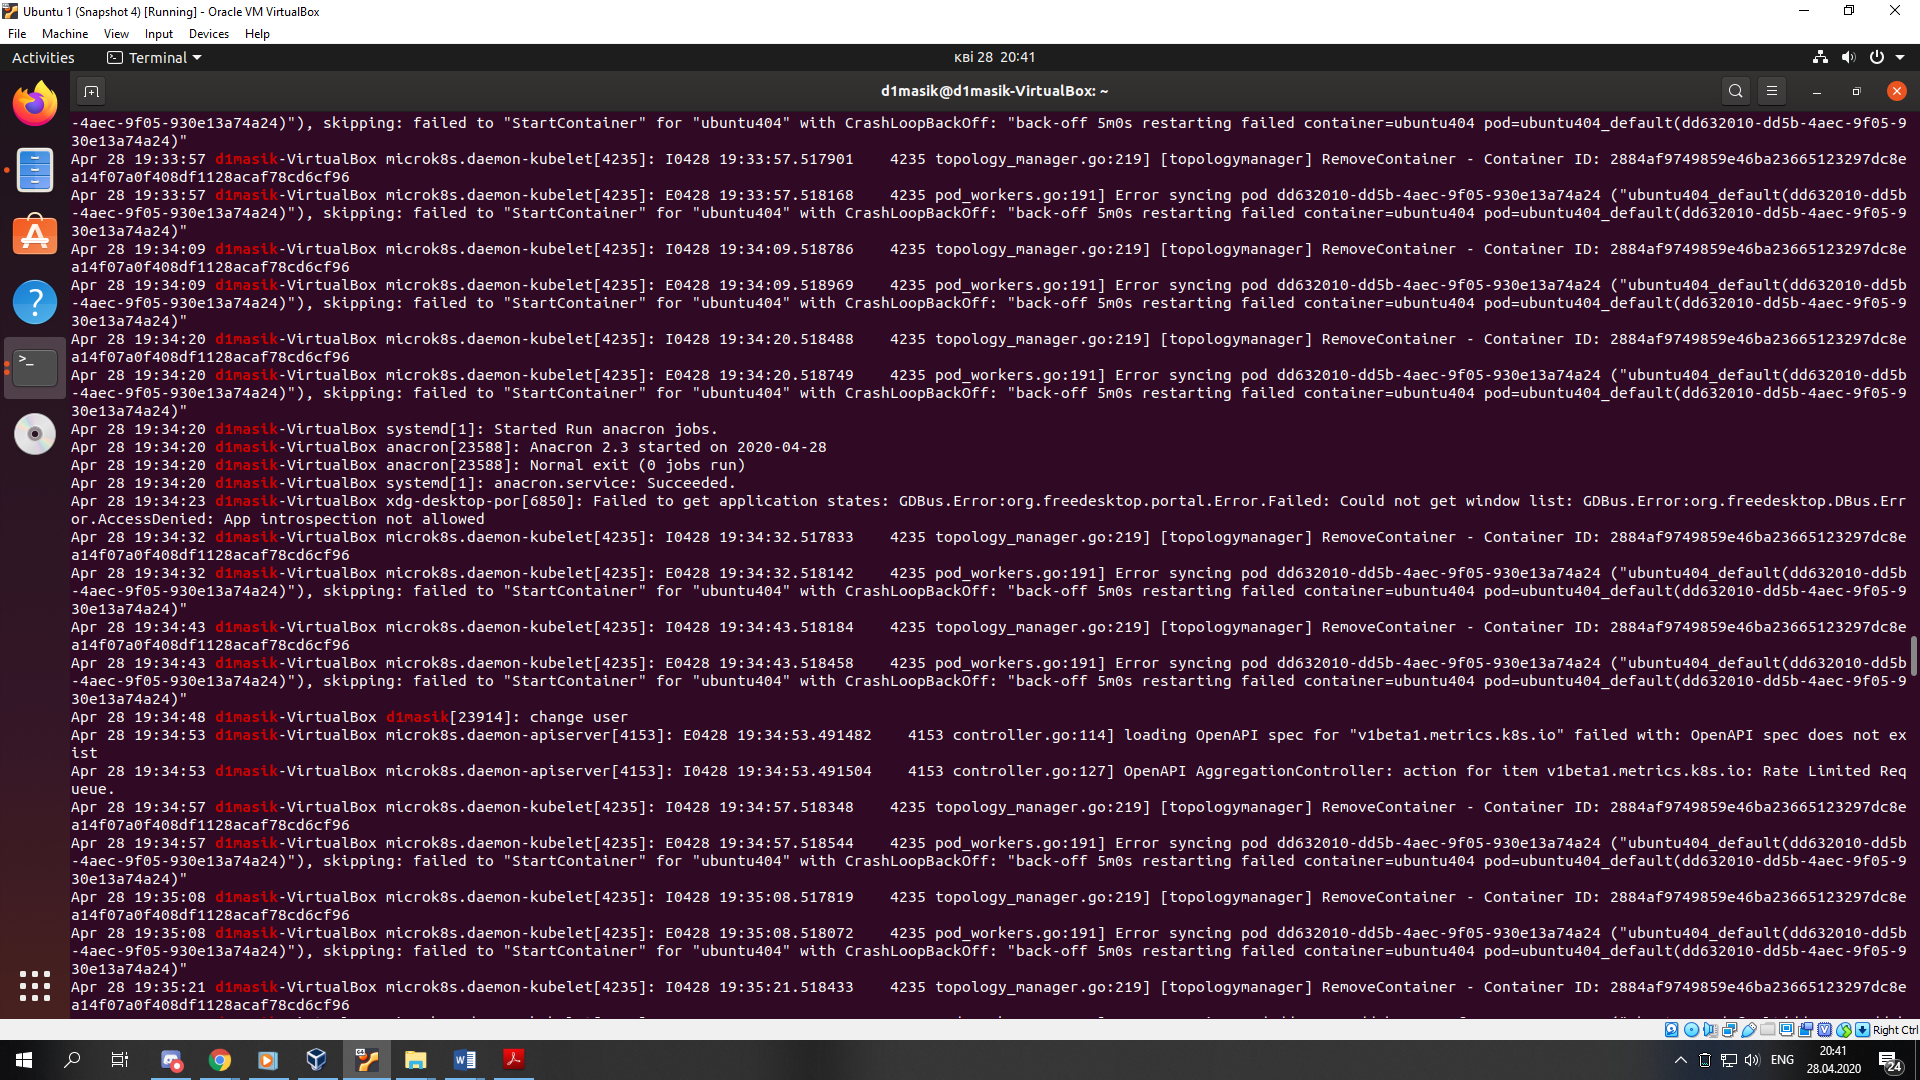 Ubuntu 1 (Snapshot 4) [Running] - Oracle VM VirtualBox
File Machine View Input Devices Help
Activities Terminal кві 28 20:41
d1masik@d1masik-VirtualBox: ~
-4aec-9f05-930e13a74a24)"), skipping: failed to "StartContainer" for "ubuntu404" with CrashLoopBackOff: "back-off 5m0s restarting failed container=ubuntu404 pod=ubuntu404_default(dd632010-dd5b-4aec-9f05-9
30e13a74a24)"
Apr 28 19:33:57 d1masik-VirtualBox microk8s.daemon-kubelet[4235]: I0428 19:33:57.517901    4235 topology_manager.go:219] [topologymanager] RemoveContainer - Container ID: 2884af9749859e46ba23665123297dc8e
a14f07a0f408df1128acaf78cd6cf96
Apr 28 19:33:57 d1masik-VirtualBox microk8s.daemon-kubelet[4235]: E0428 19:33:57.518168    4235 pod_workers.go:191] Error syncing pod dd632010-dd5b-4aec-9f05-930e13a74a24 ("ubuntu404_default(dd632010-dd5b
-4aec-9f05-930e13a74a24)"), skipping: failed to "StartContainer" for "ubuntu404" with CrashLoopBackOff: "back-off 5m0s restarting failed container=ubuntu404 pod=ubuntu404_default(dd632010-dd5b-4aec-9f05-9
30e13a74a24)"
Apr 28 19:34:09 d1masik-VirtualBox microk8s.daemon-kubelet[4235]: I0428 19:34:09.518786    4235 topology_manager.go:219] [topologymanager] RemoveContainer - Container ID: 2884af9749859e46ba23665123297dc8e
a14f07a0f408df1128acaf78cd6cf96
Apr 28 19:34:09 d1masik-VirtualBox microk8s.daemon-kubelet[4235]: E0428 19:34:09.518969    4235 pod_workers.go:191] Error syncing pod dd632010-dd5b-4aec-9f05-930e13a74a24 ("ubuntu404_default(dd632010-dd5b
-4aec-9f05-930e13a74a24)"), skipping: failed to "StartContainer" for "ubuntu404" with CrashLoopBackOff: "back-off 5m0s restarting failed container=ubuntu404 pod=ubuntu404_default(dd632010-dd5b-4aec-9f05-9
30e13a74a24)"
Apr 28 19:34:20 d1masik-VirtualBox microk8s.daemon-kubelet[4235]: I0428 19:34:20.518488    4235 topology_manager.go:219] [topologymanager] RemoveContainer - Container ID: 2884af9749859e46ba23665123297dc8e
a14f07a0f408df1128acaf78cd6cf96
Apr 28 19:34:20 d1masik-VirtualBox microk8s.daemon-kubelet[4235]: E0428 19:34:20.518749    4235 pod_workers.go:191] Error syncing pod dd632010-dd5b-4aec-9f05-930e13a74a24 ("ubuntu404_default(dd632010-dd5b
-4aec-9f05-930e13a74a24)"), skipping: failed to "StartContainer" for "ubuntu404" with CrashLoopBackOff: "back-off 5m0s restarting failed container=ubuntu404 pod=ubuntu404_default(dd632010-dd5b-4aec-9f05-9
30e13a74a24)"
Apr 28 19:34:20 d1masik-VirtualBox systemd[1]: Started Run anacron jobs.
Apr 28 19:34:20 d1masik-VirtualBox anacron[23588]: Anacron 2.3 started on 2020-04-28
Apr 28 19:34:20 d1masik-VirtualBox anacron[23588]: Normal exit (0 jobs run)
Apr 28 19:34:20 d1masik-VirtualBox systemd[1]: anacron.service: Succeeded.
Apr 28 19:34:23 d1masik-VirtualBox xdg-desktop-por[6850]: Failed to get application states: GDBus.Error:org.freedesktop.portal.Error.Failed: Could not get window list: GDBus.Error:org.freedesktop.DBus.Err
or.AccessDenied: App introspection not allowed
Apr 28 19:34:32 d1masik-VirtualBox microk8s.daemon-kubelet[4235]: I0428 19:34:32.517833    4235 topology_manager.go:219] [topologymanager] RemoveContainer - Container ID: 2884af9749859e46ba23665123297dc8e
a14f07a0f408df1128acaf78cd6cf96
Apr 28 19:34:32 d1masik-VirtualBox microk8s.daemon-kubelet[4235]: E0428 19:34:32.518142    4235 pod_workers.go:191] Error syncing pod dd632010-dd5b-4aec-9f05-930e13a74a24 ("ubuntu404_default(dd632010-dd5b
-4aec-9f05-930e13a74a24)"), skipping: failed to "StartContainer" for "ubuntu404" with CrashLoopBackOff: "back-off 5m0s restarting failed container=ubuntu404 pod=ubuntu404_default(dd632010-dd5b-4aec-9f05-9
30e13a74a24)"
Apr 28 19:34:43 d1masik-VirtualBox microk8s.daemon-kubelet[4235]: I0428 19:34:43.518184    4235 topology_manager.go:219] [topologymanager] RemoveContainer - Container ID: 2884af9749859e46ba23665123297dc8e
a14f07a0f408df1128acaf78cd6cf96
Apr 28 19:34:43 d1masik-VirtualBox microk8s.daemon-kubelet[4235]: E0428 19:34:43.518458    4235 pod_workers.go:191] Error syncing pod dd632010-dd5b-4aec-9f05-930e13a74a24 ("ubuntu404_default(dd632010-dd5b
-4aec-9f05-930e13a74a24)"), skipping: failed to "StartContainer" for "ubuntu404" with CrashLoopBackOff: "back-off 5m0s restarting failed container=ubuntu404 pod=ubuntu404_default(dd632010-dd5b-4aec-9f05-9
30e13a74a24)"
Apr 28 19:34:48 d1masik-VirtualBox d1masik[23914]: change user
Apr 28 19:34:53 d1masik-VirtualBox microk8s.daemon-apiserver[4153]: E0428 19:34:53.491482    4153 controller.go:114] loading OpenAPI spec for "v1beta1.metrics.k8s.io" failed with: OpenAPI spec does not ex
ist
Apr 28 19:34:53 d1masik-VirtualBox microk8s.daemon-apiserver[4153]: I0428 19:34:53.491504    4153 controller.go:127] OpenAPI AggregationController: action for item v1beta1.metrics.k8s.io: Rate Limited Req
ueue.
Apr 28 19:34:57 d1masik-VirtualBox microk8s.daemon-kubelet[4235]: I0428 19:34:57.518348    4235 topology_manager.go:219] [topologymanager] RemoveContainer - Container ID: 2884af9749859e46ba23665123297dc8e
a14f07a0f408df1128acaf78cd6cf96
Apr 28 19:34:57 d1masik-VirtualBox microk8s.daemon-kubelet[4235]: E0428 19:34:57.518544    4235 pod_workers.go:191] Error syncing pod dd632010-dd5b-4aec-9f05-930e13a74a24 ("ubuntu404_default(dd632010-dd5b
-4aec-9f05-930e13a74a24)"), skipping: failed to "StartContainer" for "ubuntu404" with CrashLoopBackOff: "back-off 5m0s restarting failed container=ubuntu404 pod=ubuntu404_default(dd632010-dd5b-4aec-9f05-9
30e13a74a24)"
Apr 28 19:35:08 d1masik-VirtualBox microk8s.daemon-kubelet[4235]: I0428 19:35:08.517819    4235 topology_manager.go:219] [topologymanager] RemoveContainer - Container ID: 2884af9749859e46ba23665123297dc8e
a14f07a0f408df1128acaf78cd6cf96
Apr 28 19:35:08 d1masik-VirtualBox microk8s.daemon-kubelet[4235]: E0428 19:35:08.518072    4235 pod_workers.go:191] Error syncing pod dd632010-dd5b-4aec-9f05-930e13a74a24 ("ubuntu404_default(dd632010-dd5b
-4aec-9f05-930e13a74a24)"), skipping: failed to "StartContainer" for "ubuntu404" with CrashLoopBackOff: "back-off 5m0s restarting failed container=ubuntu404 pod=ubuntu404_default(dd632010-dd5b-4aec-9f05-9
30e13a74a24)"
Apr 28 19:35:21 d1masik-VirtualBox microk8s.daemon-kubelet[4235]: I0428 19:35:21.518433    4235 topology_manager.go:219] [topologymanager] RemoveContainer - Container ID: 2884af9749859e46ba23665123297dc8e
a14f07a0f408df1128acaf78cd6cf96
Right Ctrl
ENG
20:41
28.04.2020
24